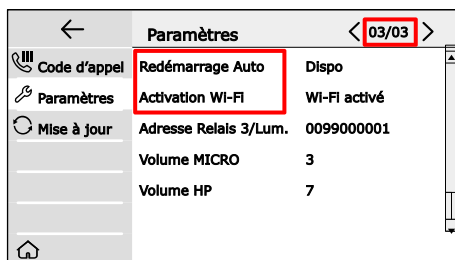 Paramètres 03/03
Code d'appel Redémarrage Auto Dispo
Paramètres Activation WI-FI WI-FI activé
Mise à jour Adresse Relais 3/Lum. 0099000001
Volume MICRO 3
Volume HP 7